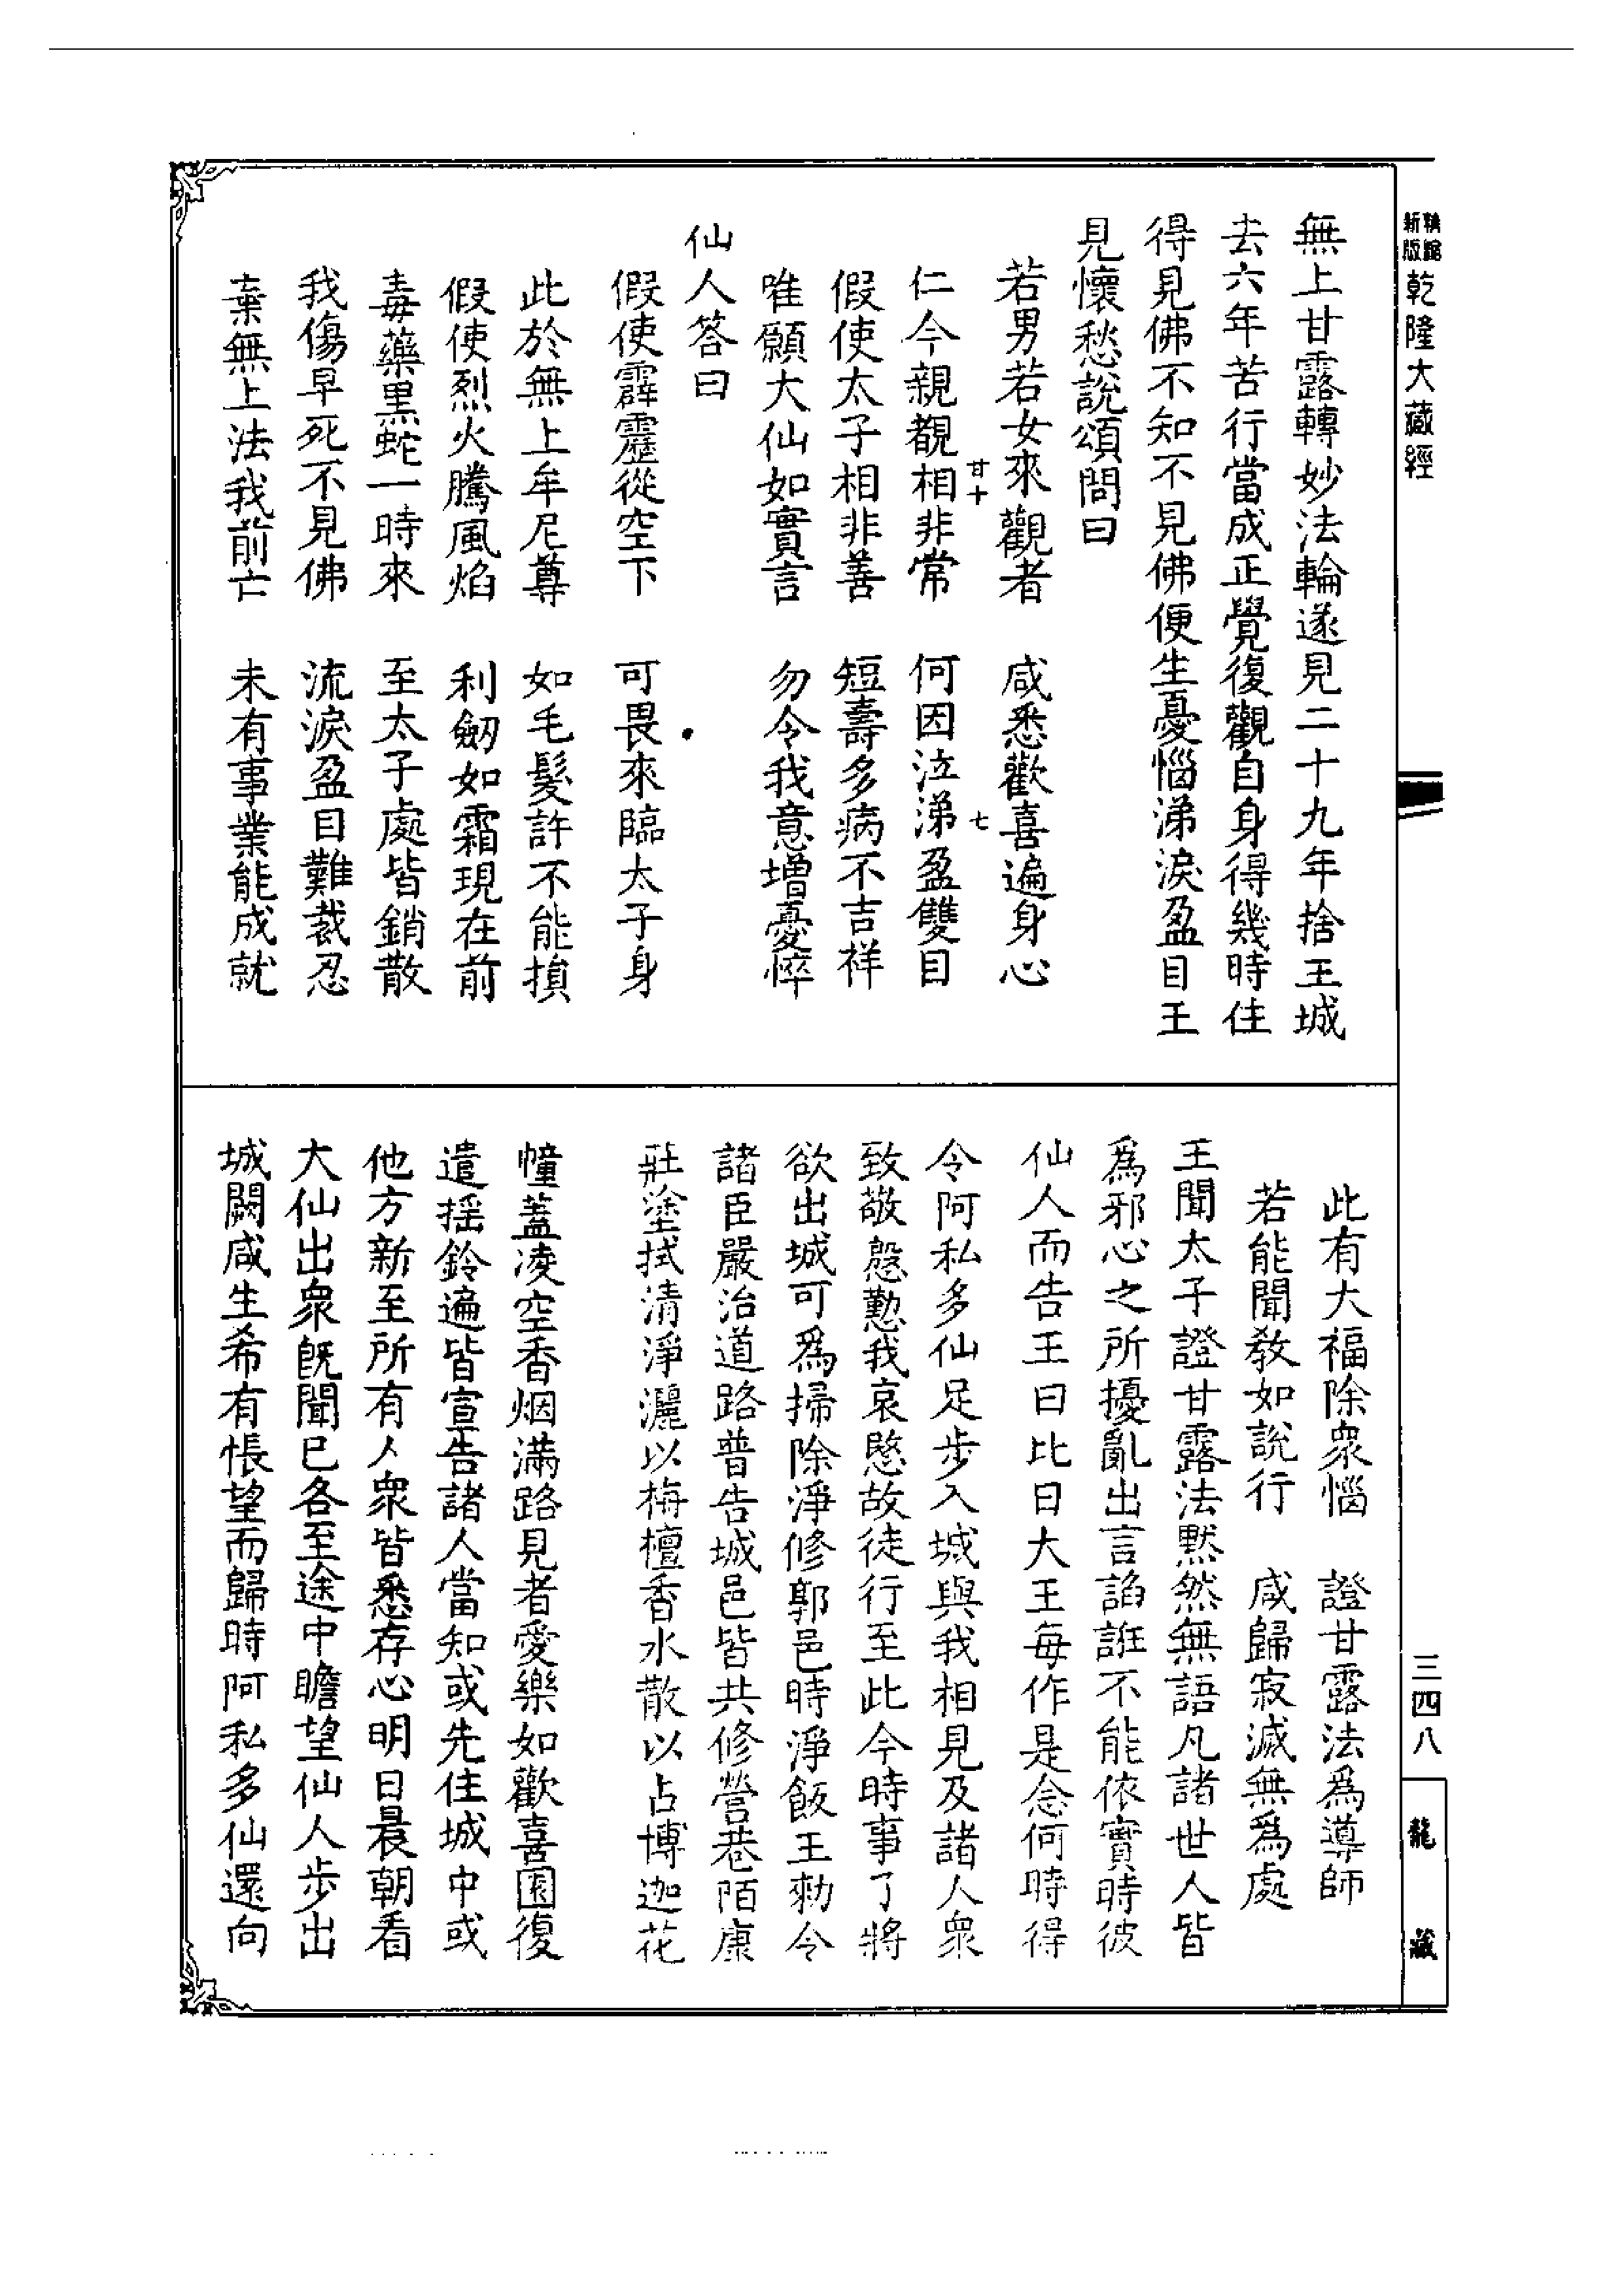 乾隆大藏經
無上甘露轉妙法輪遂見二十九年捨王城
去六年苦行當成正覺復觀自身得幾時住
得見佛不知不見佛便生憂惱涕淚盈目王
見懷愁說頌問曰
若男若女來觀者　咸悉歡喜遍身心
仁今親覩相非常　何因泣涕盈雙目
甘十　七
假使太子相非善　短壽多病不吉祥
唯願大仙如實言　勿令我意增憂悴
仙人答曰
假使霹靂從空下　可畏來臨太子身
此於無上牟尼尊　如毛髮許不能損
假使烈火騰風焰　利劒如霜現在前
毒藥黑蛇一時來　至太子處皆銷散
我傷早死不見佛　流淚盈目難裁忍
棄無上法我前亡　未有事業能成就
此有大福除衆惱　證甘露法爲導師
若能聞教如說行　咸歸寂滅無爲處
王聞太子證甘露法默然無語凡諸世人皆
爲邪心之所擾亂出言諂誑不能依實時彼
仙人而告王曰比日大王每作是念何時得
令阿私多仙足步入城與我相見及諸人衆
致敬慇懃我哀愍故徒行至此今時事了將
欲出城可爲掃除淨修郭邑時淨飯王勑令
諸臣嚴治道路普告城邑皆共修營巷陌康
莊塗拭清淨灑以栴檀香水散以占博迦花
幢蓋凌空香烟滿路見者愛樂如歡喜園復
遣搖鈴遍皆宣告諸人當知或先住城中或
他方新至所有人衆皆悉存心明日晨朝看
大仙出衆旣聞已各至途中瞻望仙人步出
城闕咸生希有悵望而歸時阿私多仙還向
三四八
龍藏